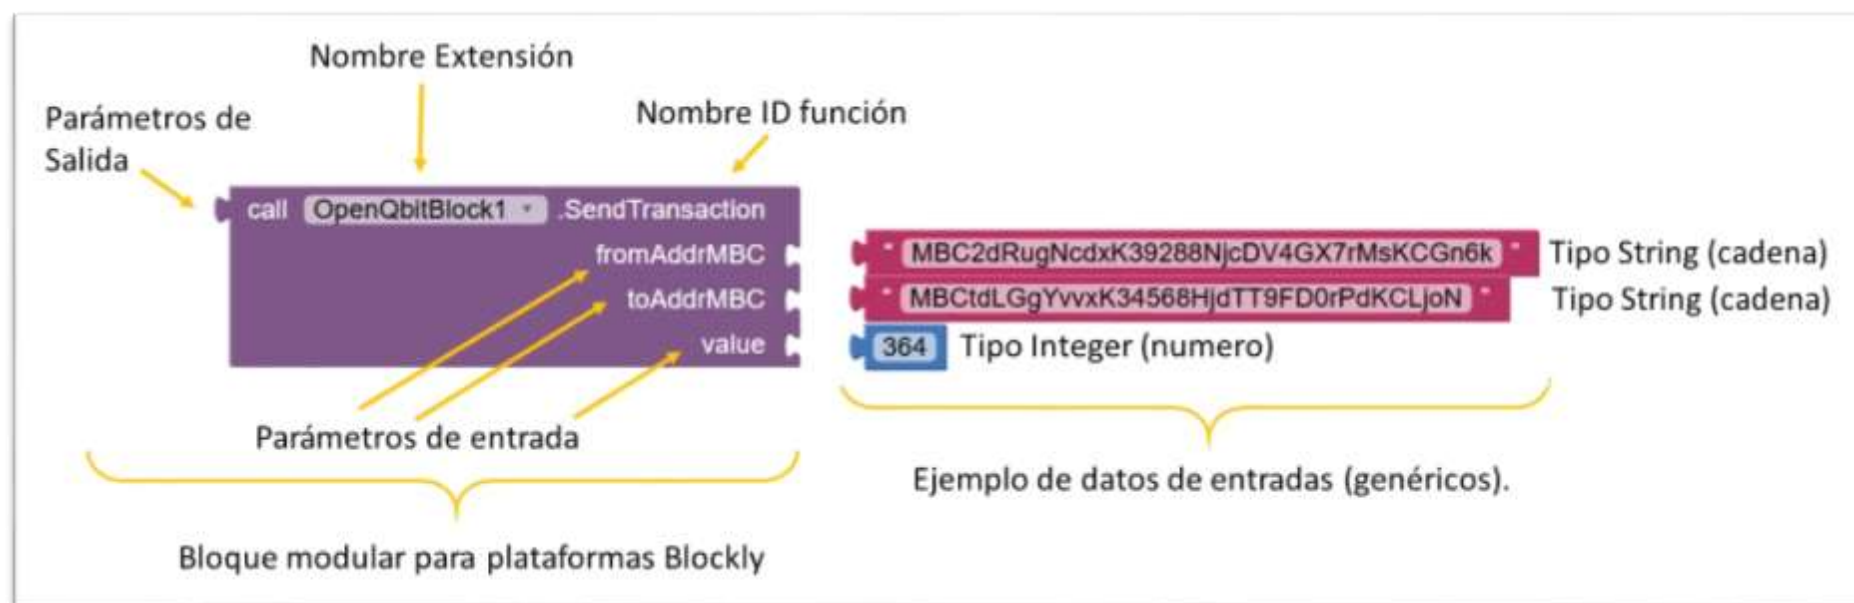 Nombre Extensión
Parámetros de
Salida
Nombre ID función
call OpenQbitBlock1 .SendTransaction
fromAddrMBC
" MBC2dRugNcdxK39288NjcDV4GX7rMsKCGn6k " Tipo String (cadena)
toAddrMBC
" MBCtdLGgYvvxK34568HjdTT9FD0rPdKCLjoN " Tipo String (cadena)
value
364 Tipo Integer (numero)
Parámetros de entrada
Ejemplo de datos de entradas (genéricos).
Bloque modular para plataformas Blockly